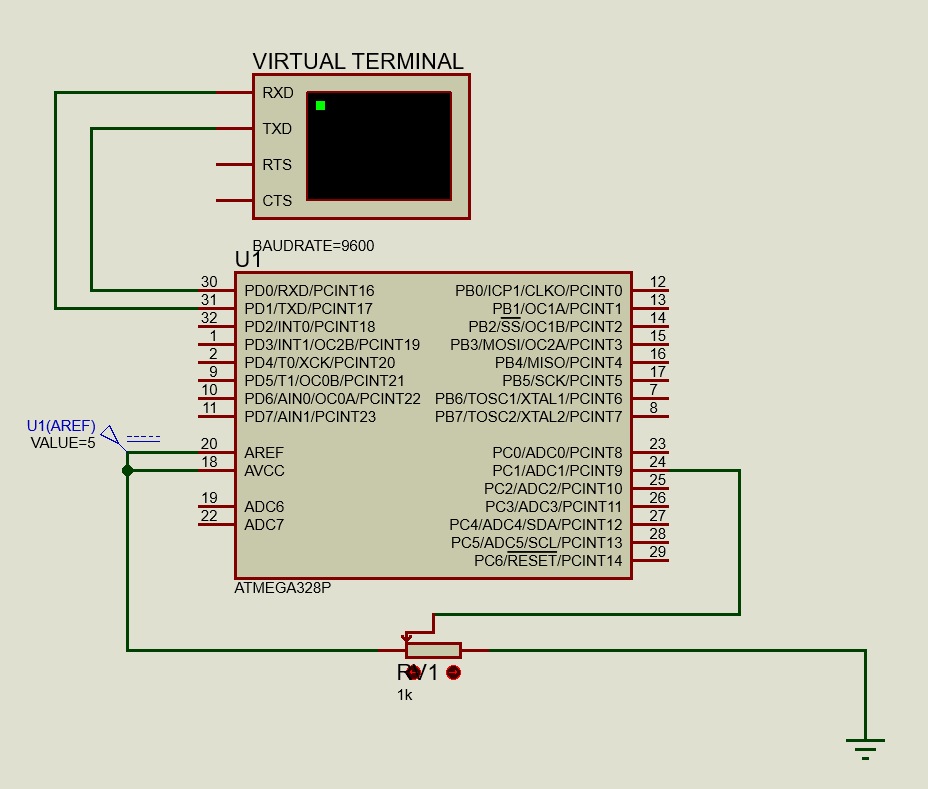 VIRTUAL TERMINAL
RXD
TXD
RTS
CTS
BAUDRATE=9600
U1
30 PD0/RXD/PCINT16 PB0/ICP1/CLKO/PCINT0 12
31 PD1/TXD/PCINT17 PB1/OC1A/PCINT1 13
32 PD2/INT0/PCINT18 PB2/SS/OC1B/PCINT2 14
1 PD3/INT1/OC2B/PCINT19 PB3/MOSI/OC2A/PCINT3 15
2 PD4/T0/XCK/PCINT20 PB4/MISO/PCINT4 16
9 PD5/T1/OC0B/PCINT21 PB5/SCK/PCINT5 17
10 PD6/AIN0/OC0A/PCINT22 PB6/TOSC1/XTAL1/PCINT6 7
11 PD7/AIN1/PCINT23 PB7/TOSC2/XTAL2/PCINT7 8
U1(AREF)
VALUE=5
20 AREF PC0/ADC0/PCINT8 23
18 AVCC PC1/ADC1/PCINT9 24
PC2/ADC2/PCINT10 25
19 ADC6 PC3/ADC3/PCINT11 26
22 ADC7 PC4/ADC4/SDA/PCINT12 27
PC5/ADC5/SCL/PCINT13 28
PC6/RESET/PCINT14 29
ATMEGA328P
RV1
1k